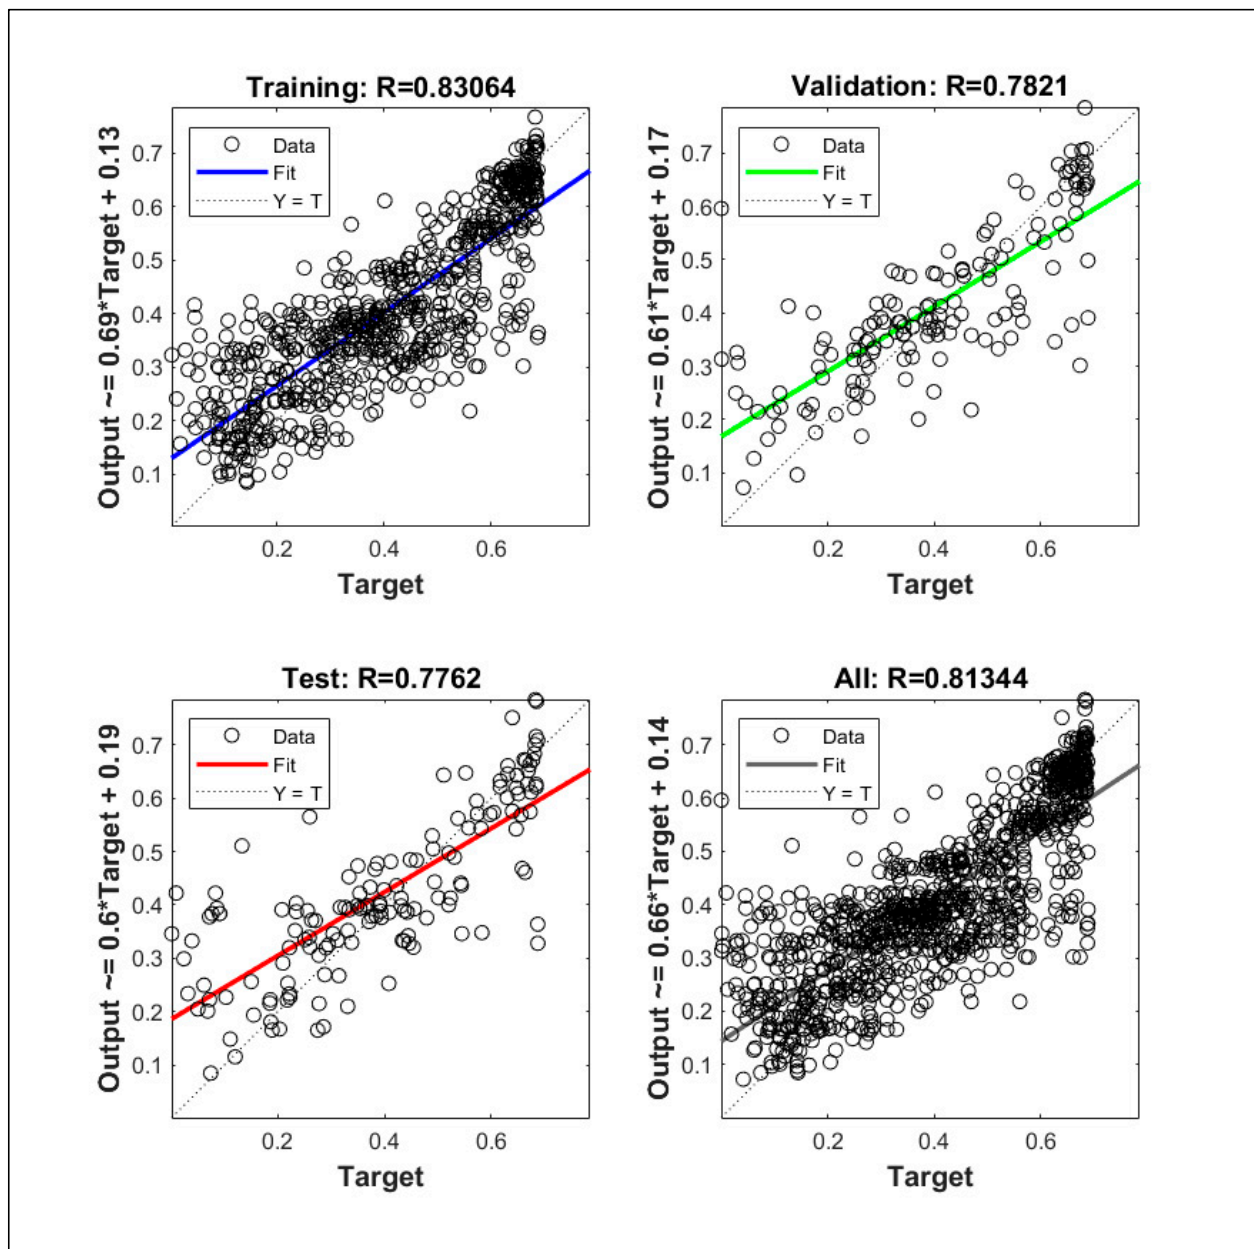 Training: R=0.83064
Output ~= 0.69*Target + 0.13
Data
Fit
Y = T
0.7
0.6
0.5
0.4
0.3
0.2
0.1
0.2
0.4
0.6
Target
Validation: R=0.7821
Output ~= 0.61*Target + 0.17
Data
Fit
Y = T
0.7
0.6
0.5
0.4
0.3
0.2
0.1
0.2
0.4
0.6
Target
Test: R=0.7762
Output ~= 0.6*Target + 0.19
Data
Fit
Y = T
0.7
0.6
0.5
0.4
0.3
0.2
0.1
0.2
0.4
0.6
Target
All: R=0.81344
Output ~= 0.66*Target + 0.14
Data
Fit
Y = T
0.7
0.6
0.5
0.4
0.3
0.2
0.1
0.2
0.4
0.6
Target